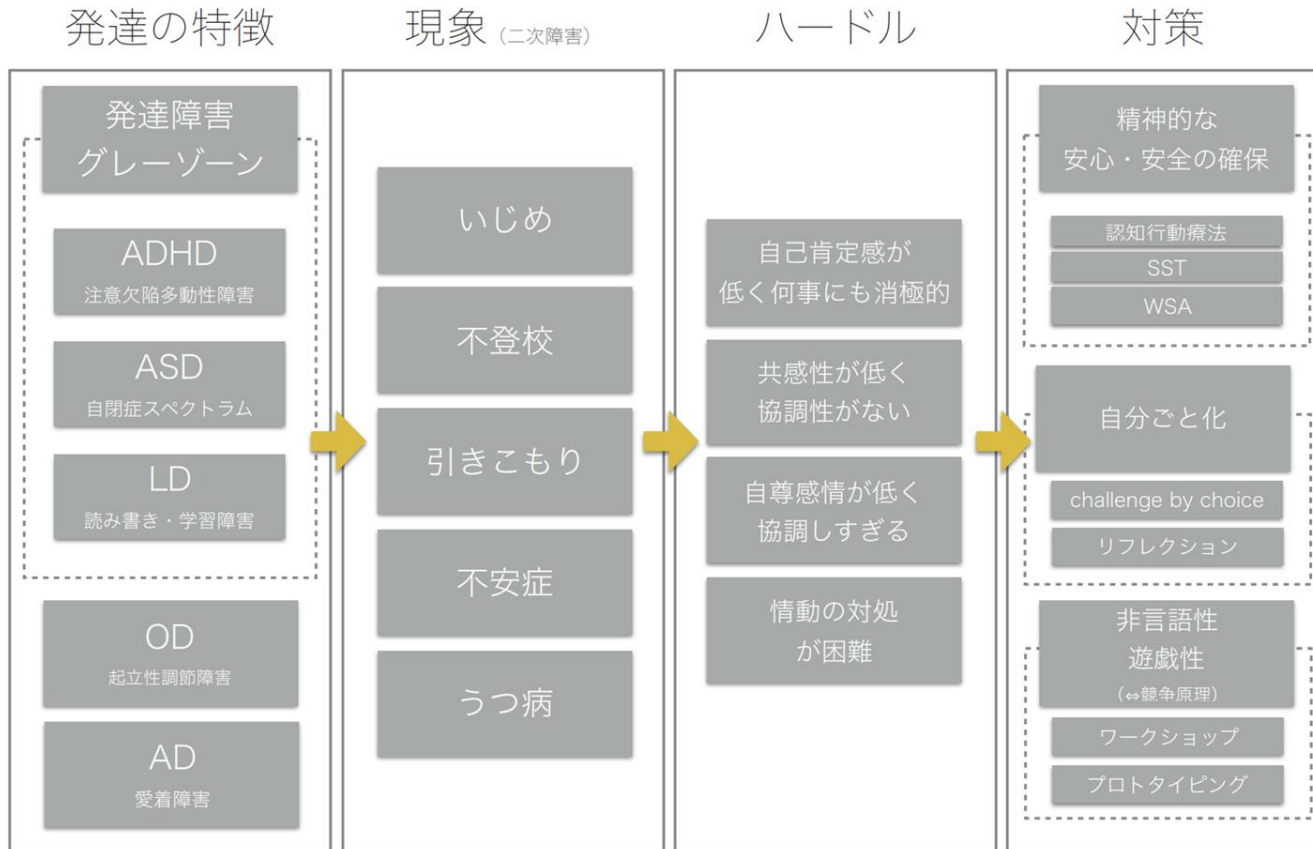 発達の特徴
発達障害
グレーゾーン
ADHD
注意欠陥多動性障害
ASD
自閉症スペクトラム
LD
読み書き・学習障害
OD
起立性調節障害
AD
愛着障害
現象（二次障害）
いじめ
不登校
引きこもり
不安症
うつ病
ハードル
自己肯定感が
低く何事にも消極的
共感性が低く
協調性がない
自尊感情が低く
協調しすぎる
情動の対処
が困難
対策
精神的な
安心・安全の確保
認知行動療法
SST
WSA
自分ごと化
challenge by choice
リフレクション
非言語性
遊戯性
（⇔競争原理）
ワークショップ
プロトタイピング